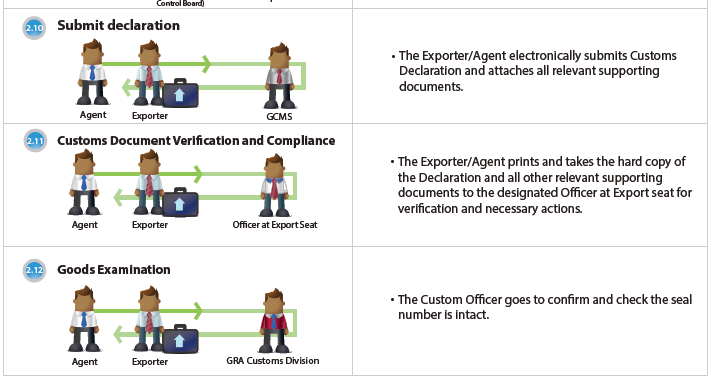 Control Board)
2.10 Submit declaration
Agent Exporter GCMS
• The Exporter/Agent electronically submits Customs
Declaration and attaches all relevant supporting
documents.
2.11 Customs Document Verification and Compliance
Agent Exporter Officer at Export Seat
• The Exporter/Agent prints and takes the hard copy of
the Declaration and all other relevant supporting
documents to the designated Officer at Export seat for
verification and necessary actions.
2.12 Goods Examination
Agent Exporter GRA Customs Division
• The Custom Officer goes to confirm and check the seal
number is intact.